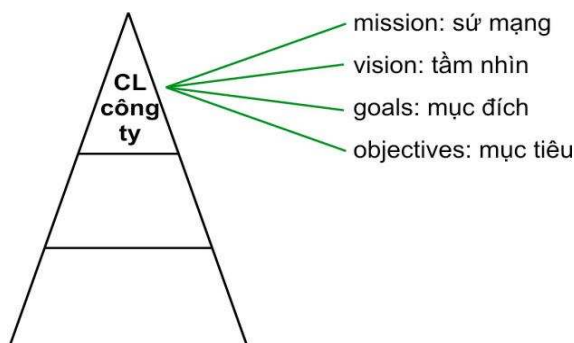 mission: sứ mạng
vision: tầm nhìn
goals: mục đích
objectives: mục tiêu
CL
công
ty